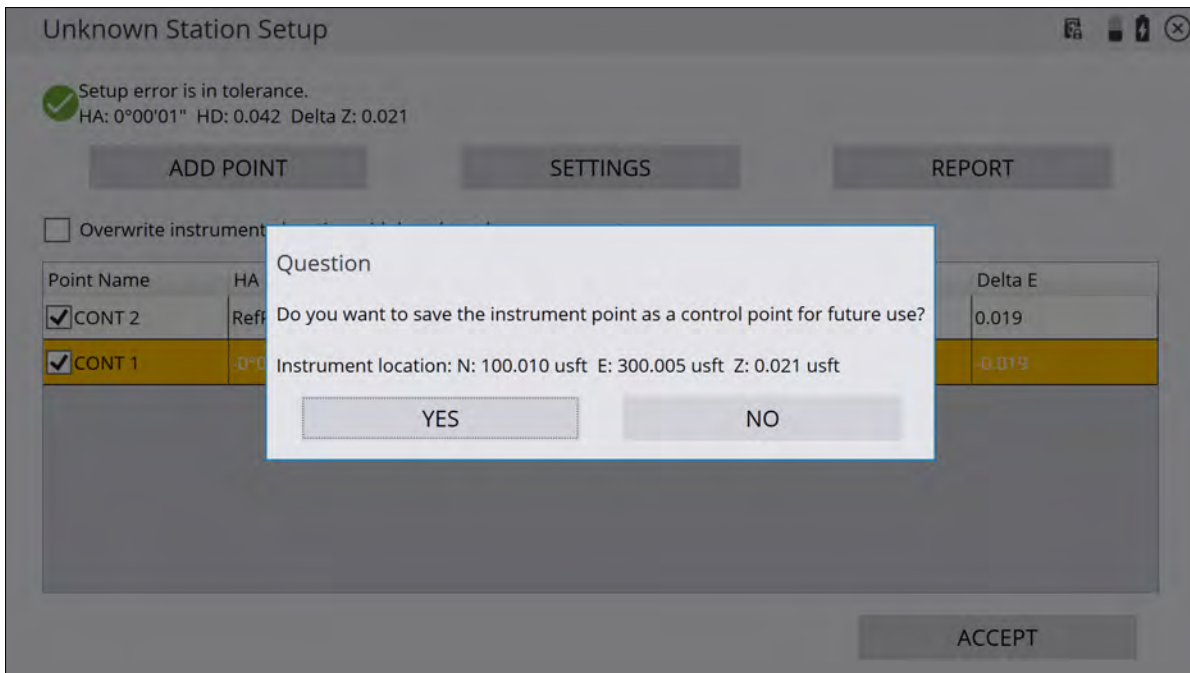 Unknown Station Setup
Setup error is in tolerance.
HA: 0°00'01" HD: 0.042 Delta Z: 0.021
ADD POINT SETTINGS REPORT
Overwrite instrument
Question
Do you want to save the instrument point as a control point for future use?
Instrument location: N: 100.010 usft E: 300.005 usft Z: 0.021 usft
YES NO
Point Name HA Delta E
CONT 2 0.019
CONT 1 -0.019
ACCEPT